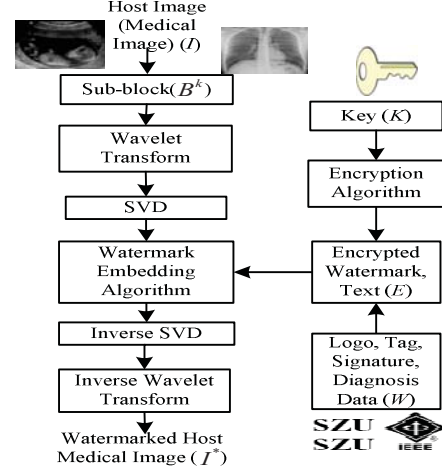 Host Image
(Medical
Image) (I)
Sub-block(B^k)
Wavelet
Transform
SVD
Watermark
Embedding
Algorithm
Inverse SVD
Inverse Wavelet
Transform
Watermarked Host
Medical Image (I^*)
Key (K)
Encryption
Algorithm
Encrypted
Watermark,
Text (E)
Logo, Tag,
Signature,
Diagnosis
Data (W)
SZU
SZU
IEEE